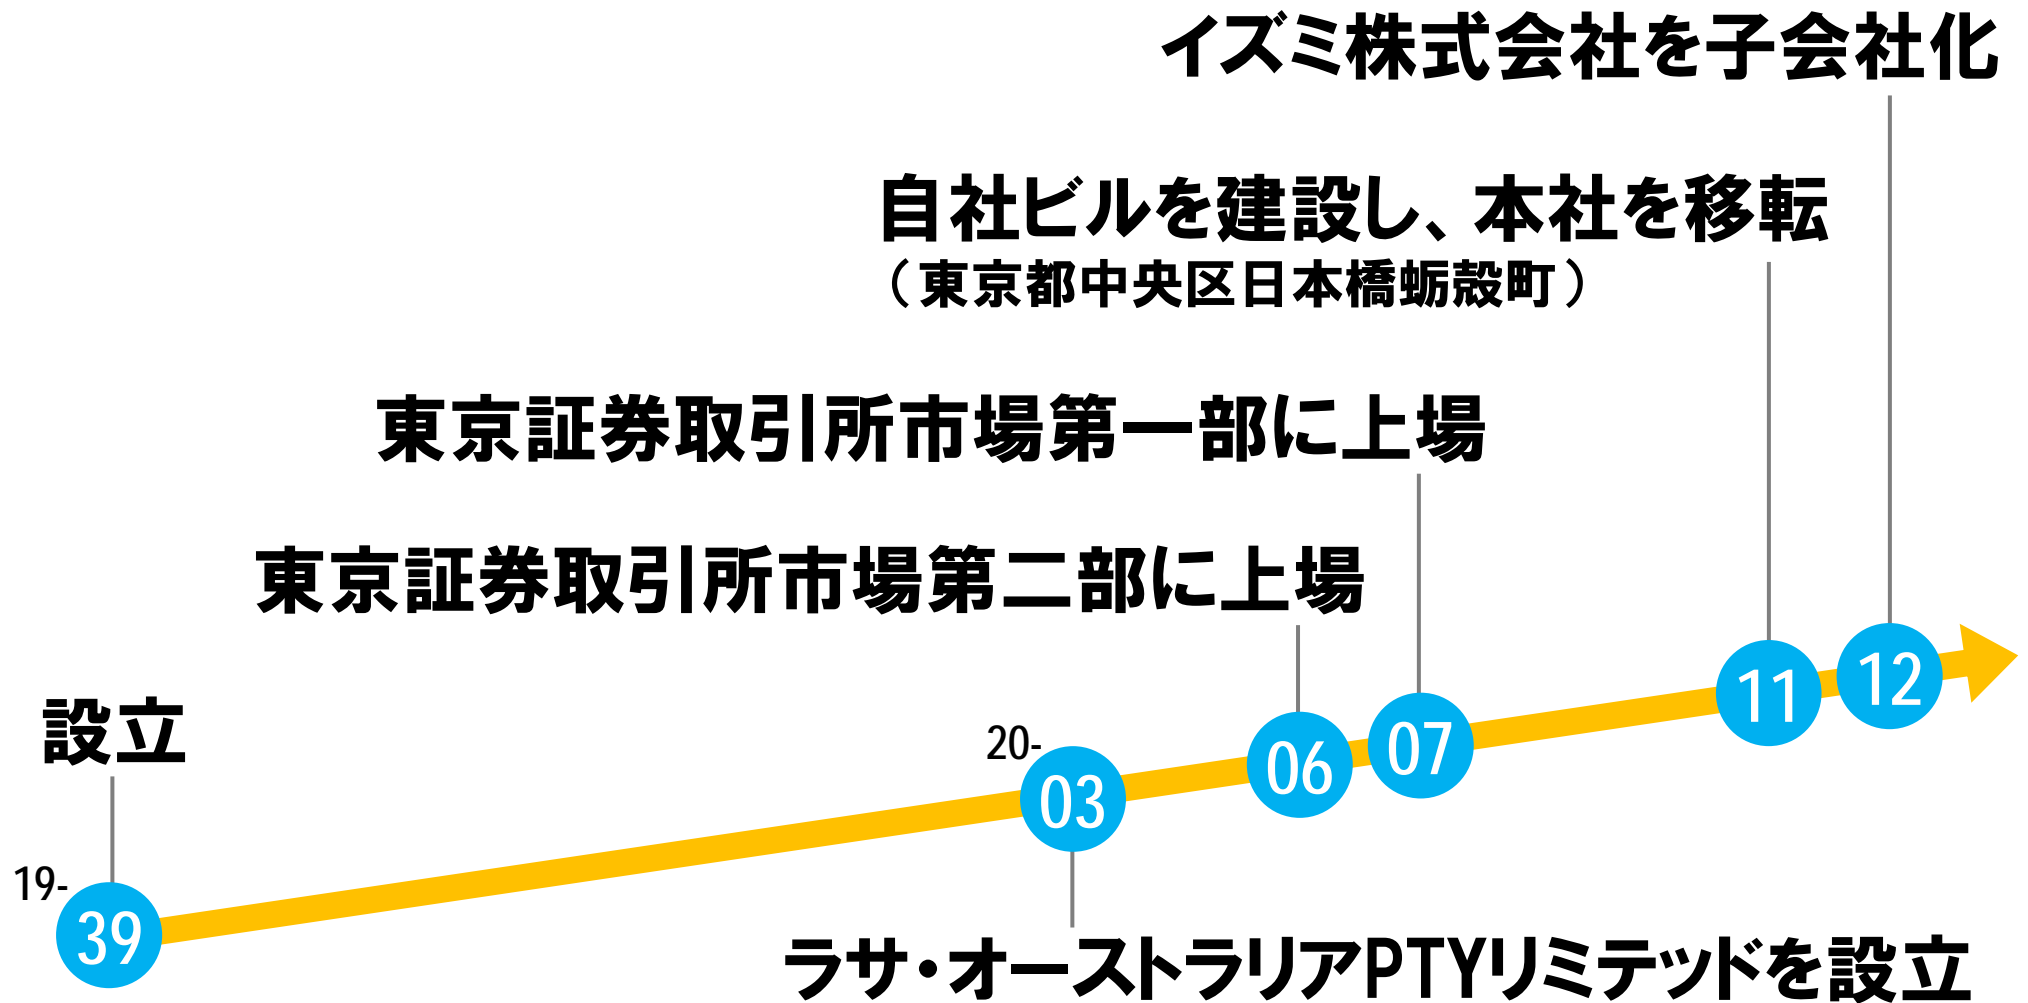 イズミ株式会社を子会社化
自社ビルを建設し、本社を移転
（東京都中央区日本橋蛎殻町）
東京証券取引所市場第一部に上場
東京証券取引所市場第二部に上場
設立
19-
39
20-
03
06
07
11
12
ラサ・オーストラリアPTYリミテッドを設立